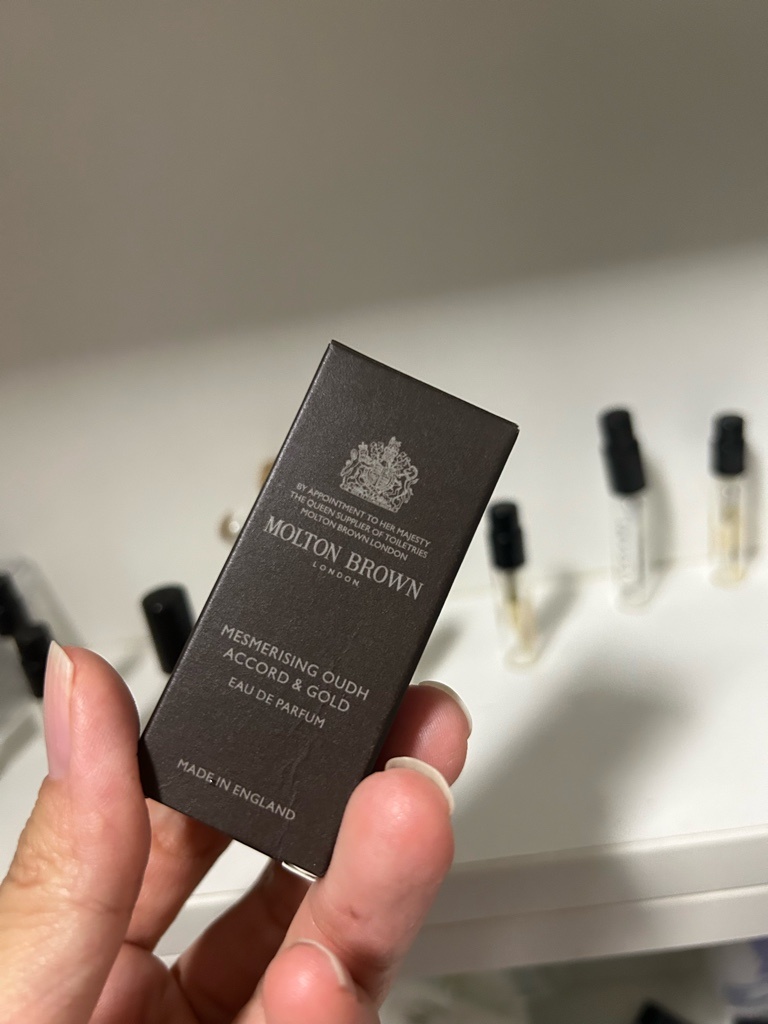 BY APPOINTMENT TO HER MAJESTY
THE QUEEN SUPPLIER OF TOILETRIES
MOLTON BROWN LONDON
MOLTON BROWN
LONDON
MESMERISING OUDH
ACCORD & GOLD
EAU DE PARFUM
MADE IN ENGLAND